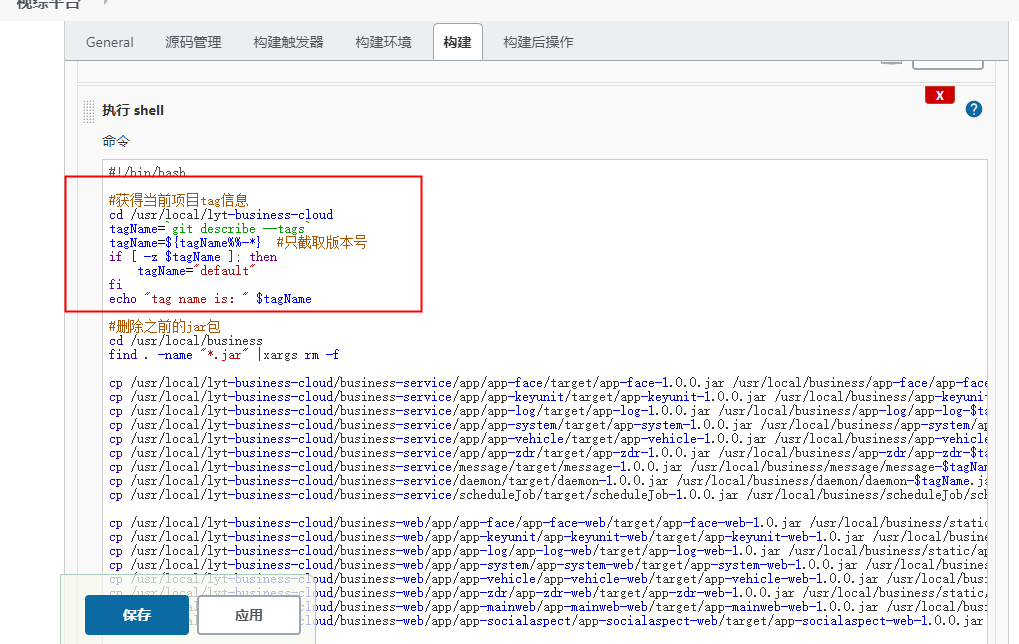 视综平台
General 源码管理 构建触发器 构建环境 构建 构建后操作
X
执行 shell
?
命令
#!/bin/bash
#获得当前项目tag信息
cd /usr/local/lyt-business-cloud
tagName=`git describe --tags`
tagName=${tagName%%-*} #只截取版本号
if [ -z $tagName ]; then
tagName="default"
fi
echo "tag name is: " $tagName
#删除之前的jar包
cd /usr/local/business
find . -name "*.jar" |xargs rm -f
cp /usr/local/lyt-business-cloud/business-service/app/app-face/target/app-face-1.0.0.jar /usr/local/business/app-face/app-face
cp /usr/local/lyt-business-cloud/business-service/app/app-keyunit/target/app-keyunit-1.0.0.jar /usr/local/business/app-keyunit
cp /usr/local/lyt-business-cloud/business-service/app/app-log/target/app-log-1.0.0.jar /usr/local/business/app-log/app-log-$ta
cp /usr/local/lyt-business-cloud/business-service/app/app-system/target/app-system-1.0.0.jar /usr/local/business/app-system/ap
cp /usr/local/lyt-business-cloud/business-service/app/app-vehicle/target/app-vehicle-1.0.0.jar /usr/local/business/app-vehicle
cp /usr/local/lyt-business-cloud/business-service/app/app-zdr/target/app-zdr-1.0.0.jar /usr/local/business/app-zdr/app-zdr-$ta
cp /usr/local/lyt-business-cloud/business-service/message/target/message-1.0.0.jar /usr/local/business/message/message-$tagNam
cp /usr/local/lyt-business-cloud/business-service/daemon/target/daemon-1.0.0.jar /usr/local/business/daemon/daemon-$tagName.ja
cp /usr/local/lyt-business-cloud/business-service/scheduleJob/target/scheduleJob-1.0.0.jar /usr/local/business/scheduleJob/sch
cp /usr/local/lyt-business-cloud/business-web/app/app-face/app-face-web/target/app-face-web-1.0.jar /usr/local/business/static
cp /usr/local/lyt-business-cloud/business-web/app/app-keyunit/app-keyunit-web/target/app-keyunit-web-1.0.jar /usr/local/busine
cp /usr/local/lyt-business-cloud/business-web/app/app-log/app-log-web/target/app-log-web-1.0.jar /usr/local/business/static/ap
cp /usr/local/lyt-business-cloud/business-web/app/app-system/app-system-web/target/app-system-web-1.0.jar /usr/local/business
cp /usr/local/lyt-business-cloud/business-web/app/app-vehicle/app-vehicle-web/target/app-vehicle-web-1.0.jar /usr/local/busine
cp /usr/local/lyt-business-cloud/business-web/app/app-zdr/app-zdr-web/target/app-zdr-web-1.0.jar /usr/local/business/static/ap
oud/business-web/app/app-mainweb/app-mainweb-web/target/app-mainweb-web-1.0.jar /usr/local/busi
oud/business-web/app/app-socialaspect/app-socialaspect-web/target/app-socialaspect-web-1.0.jar
保存 应用